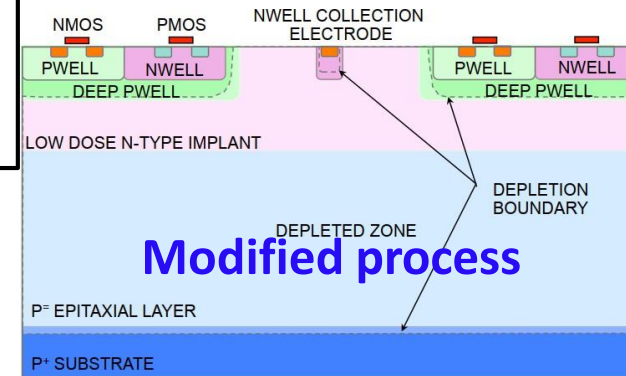 NWELL COLLECTION
ELECTRODE
NMOS
PMOS
PWELL
NWELL
PWELL
NWELL
DEEP PWELL
DEEP PWELL
LOW DOSE N-TYPE IMPLANT
DEPLETION
BOUNDARY
DEPLETED ZONE
Modified process
P= EPITAXIAL LAYER
P+ SUBSTRATE